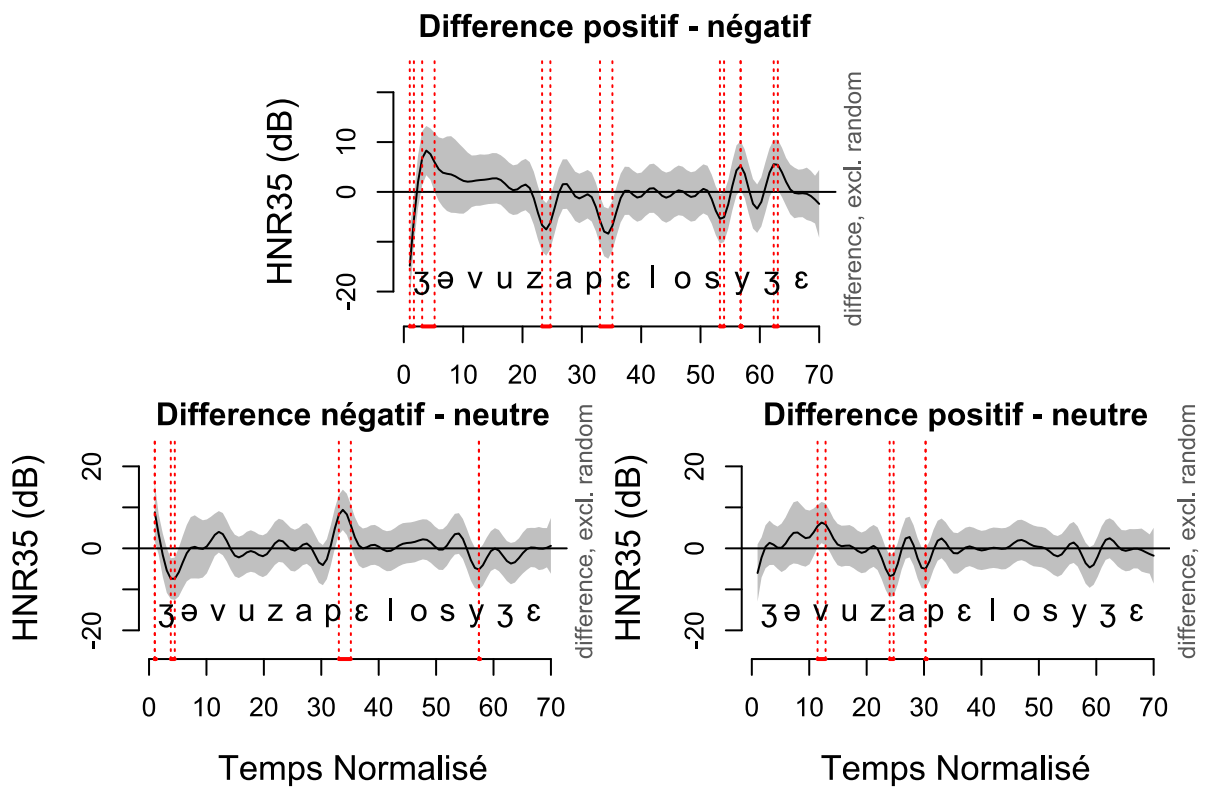 Difference positif - négatif
HNR35 (dB)
10
0
-20
ʒ ə v u z a p ɛ l o s y ʒ ɛ
difference, excl. random
0 10 20 30 40 50 60 70
Difference négatif - neutre
HNR35 (dB)
20
0
-20
ʒ ə v u z a p ɛ l o s y ʒ ɛ
difference, excl. random
0 10 20 30 40 50 60 70
Temps Normalisé
Difference positif - neutre
HNR35 (dB)
20
0
-20
ʒ ə v u z a p ɛ l o s y ʒ ɛ
difference, excl. random
0 10 20 30 40 50 60 70
Temps Normalisé